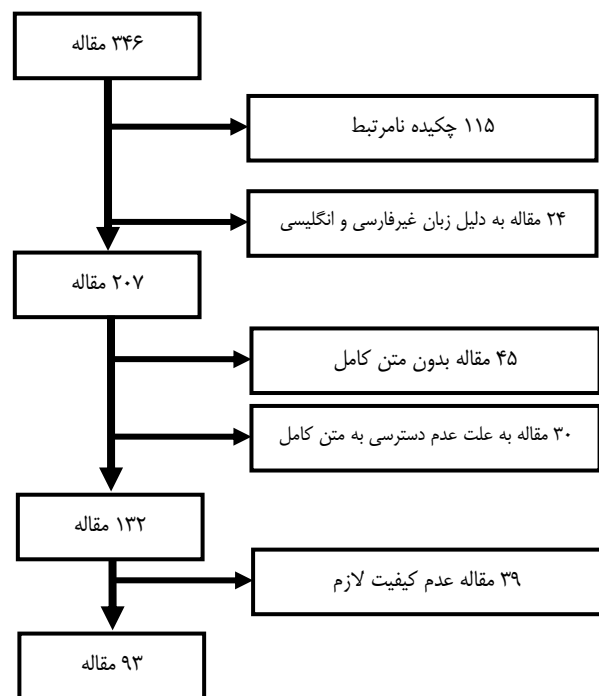 ۳۴۶ مقاله
۱۱۵ چکیده نامرتبط
۲۴ مقاله به دلیل زبان غیرفارسی و انگلیسی
۲۰۷ مقاله
۴۵ مقاله بدون متن کامل
۳۰ مقاله به علت عدم دسترسی به متن کامل
۱۳۲ مقاله
۳۹ مقاله عدم کیفیت لازم
۹۳ مقاله